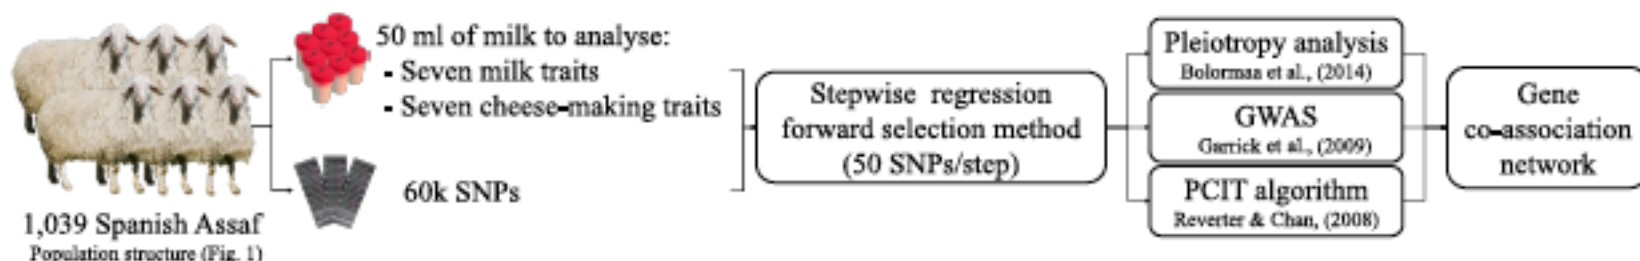 50 ml of milk to analyse:
- Seven milk traits
- Seven cheese-making traits
60k SNPs
1,039 Spanish Assaf
Population structure (Fig. 1)
Stepwise regression
forward selection method
(50 SNPs/step)
Pleiotropy analysis
Bolormaa et al., (2014)
GWAS
Garrick et al., (2009)
PCIT algorithm
Reverter & Chan, (2008)
Gene
co-association
network